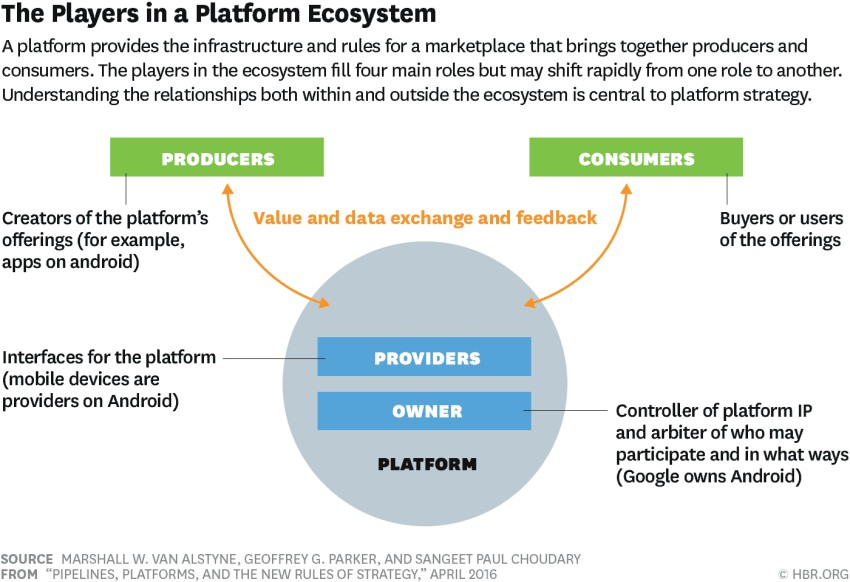 The Players in a Platform Ecosystem
A platform provides the infrastructure and rules for a marketplace that brings together producers and
consumers. The players in the ecosystem fill four main roles but may shift rapidly from one role to another.
Understanding the relationships both within and outside the ecosystem is central to platform strategy.
PRODUCERS
CONSUMERS
Creators of the platform’s
offerings (for example,
apps on android)
Value and data exchange and feedback
Buyers or users
of the offerings
Interfaces for the platform
(mobile devices are
providers on Android)
PROVIDERS
OWNER
PLATFORM
Controller of platform IP
and arbiter of who may
participate and in what ways
(Google owns Android)
SOURCE MARSHALL W. VAN ALSTYNE, GEOFFREY G. PARKER, AND SANGEET PAUL CHOUDARY
FROM “PIPELINES, PLATFORMS, AND THE NEW RULES OF STRATEGY,” APRIL 2016
© HBR.ORG